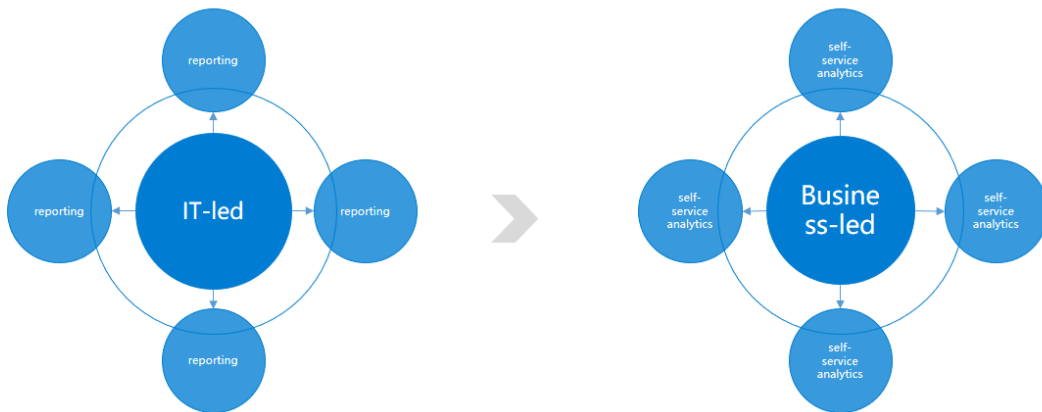 reporting
reporting
IT-led
reporting
reporting
self-
service
analytics
self-
service
analytics
Busine
ss-led
self-
service
analytics
self-
service
analytics